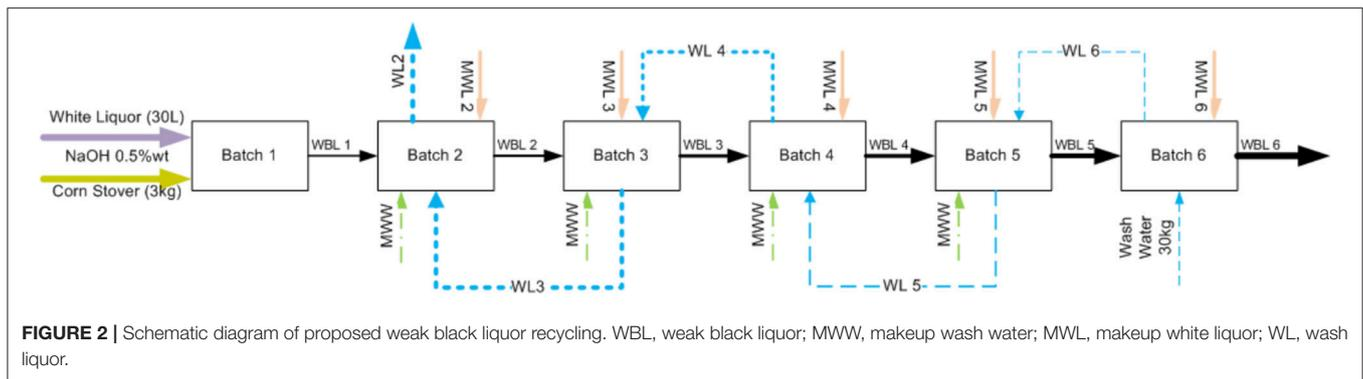 White Liquor (30L)
NaOH 0.5%wt
Corn Stover (3kg)
Batch 1
WBL 1
WL2
MWL 2
Batch 2
MWW
WBL 2
WL3
MWL 3
Batch 3
MWW
WBL 3
WL 4
MWL 4
Batch 4
MWW
WBL 4
WL 5
MWL 5
Batch 5
MWW
WBL 5
WL 6
MWL 6
Batch 6
Wash
Water
30kg
WBL 6
FIGURE 2 | Schematic diagram of proposed weak black liquor recycling. WBL, weak black liquor; MWW, makeup wash water; MWL, makeup white liquor; WL, wash
liquor.